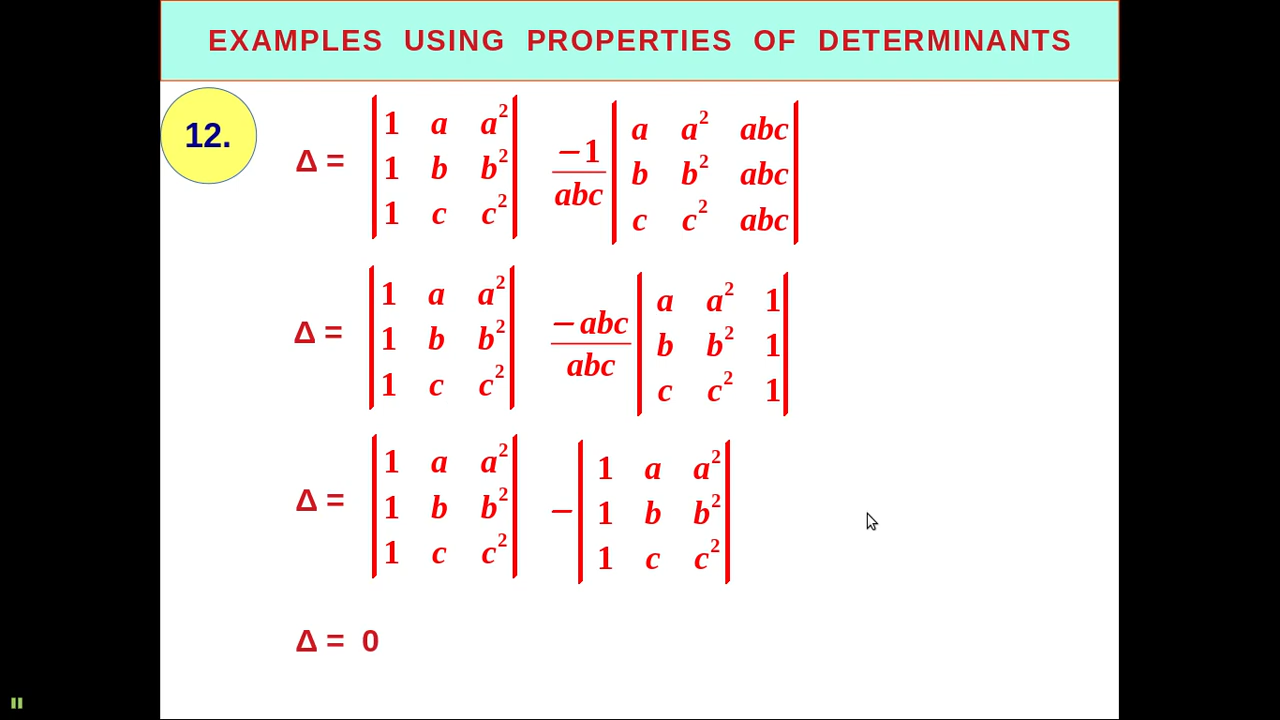 EXAMPLES USING PROPERTIES OF DETERMINANTS
12.
Δ = | 1 a a² | −1/abc | a a² abc |
| 1 b b² | | b b² abc |
| 1 c c² | | c c² abc |
Δ = | 1 a a² | −abc/abc | a a² 1 |
| 1 b b² | | b b² 1 |
| 1 c c² | | c c² 1 |
Δ = | 1 a a² | − | 1 a a² |
| 1 b b² | | 1 b b² |
| 1 c c² | | 1 c c² |
Δ = 0